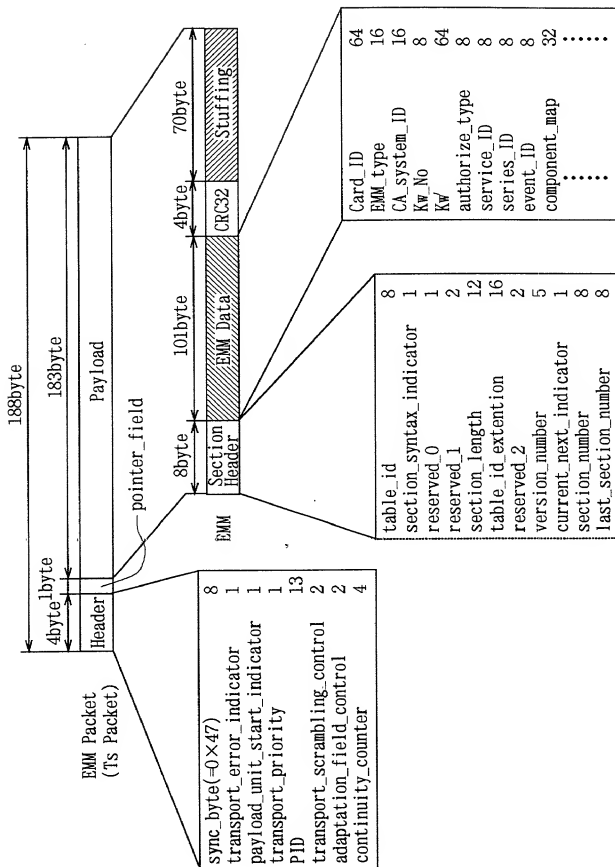 188byte
4byte
1byte
183byte
EMM Packet
(Ts Packet)
Header
Payload
pointer_field
8byte
101byte
4byte
70byte
EMM
Section
Header
EMM Data
CRC32
Stuffing
sync_byte(=0×47) 8
transport_error_indicator 1
payload_unit_start_indicator 1
transport_priority 1
PID 13
transport_scrambling_control 2
adaptation_field_control 2
continuity_counter 4
table_id 8
section_syntax_indicator 1
reserved_0 1
reserved_1 2
section_length 12
table_id_extention 16
reserved_2 2
version_number 5
current_next_indicator 1
section_number 8
last_section_number 8
Card_ID 64
EMM_type 16
CA_system_ID 16
Kw_No 8
Kw 64
authorize_type 8
service_ID 8
series_ID 8
event_ID 8
component_map 32
...... ......